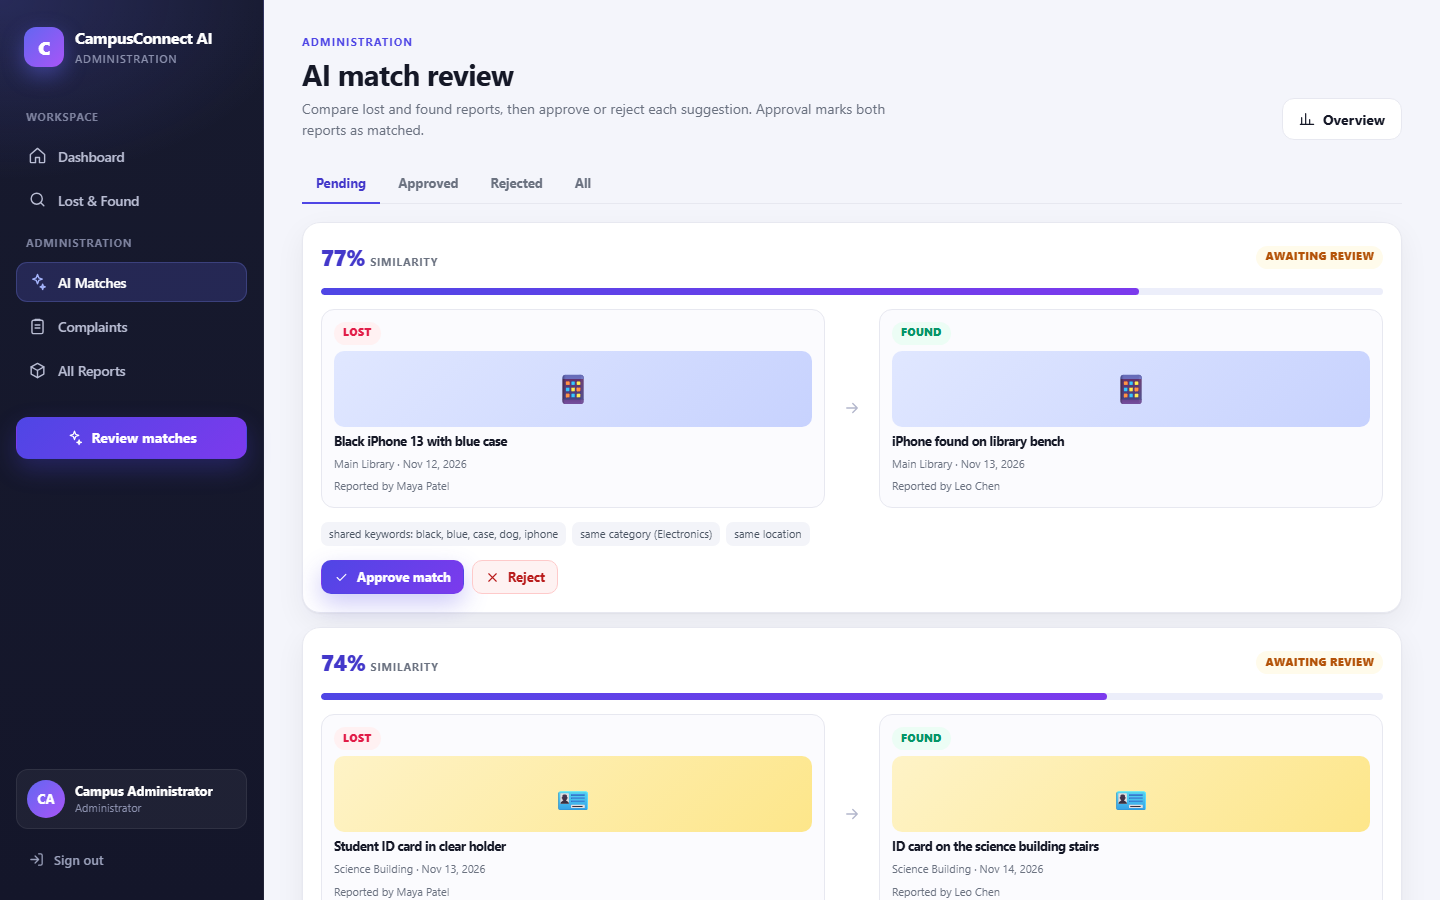 C
CampusConnect AI
ADMINISTRATION
WORKSPACE
Dashboard
Lost & Found
ADMINISTRATION
AI Matches
Complaints
All Reports
Review matches
CA
Campus Administrator
Administrator
Sign out
ADMINISTRATION
AI match review
Compare lost and found reports, then approve or reject each suggestion. Approval marks both
reports as matched.
Overview
Pending
Approved
Rejected
All
77% SIMILARITY
AWAITING REVIEW
LOST
Black iPhone 13 with blue case
Main Library · Nov 12, 2026
Reported by Maya Patel
FOUND
iPhone found on library bench
Main Library · Nov 13, 2026
Reported by Leo Chen
shared keywords: black, blue, case, dog, iphone
same category (Electronics)
same location
Approve match
Reject
74% SIMILARITY
AWAITING REVIEW
LOST
Student ID card in clear holder
Science Building · Nov 13, 2026
Reported by Maya Patel
FOUND
ID card on the science building stairs
Science Building · Nov 14, 2026
Reported by Leo Chen